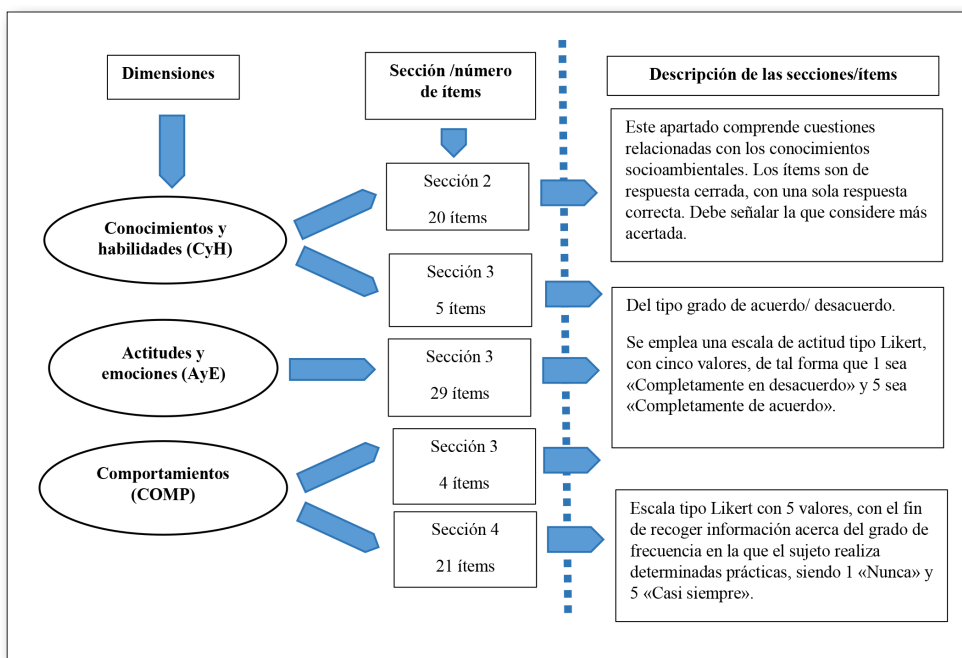 Dimensiones
Sección /número
de ítems
Descripción de las secciones/ítems
Conocimientos y
habilidades (CyH)
Sección 2
20 ítems
Este apartado comprende cuestiones
relacionadas con los conocimientos
socioambientales. Los ítems son de
respuesta cerrada, con una sola respuesta
correcta. Debe señalar la que considere más
acertada.
Sección 3
5 ítems
Del tipo grado de acuerdo/ desacuerdo.
Se emplea una escala de actitud tipo Likert,
con cinco valores, de tal forma que 1 sea
«Completamente en desacuerdo» y 5 sea
«Completamente de acuerdo».
Actitudes y
emociones (AyE)
Sección 3
29 ítems
Comportamientos
(COMP)
Sección 3
4 ítems
Sección 4
21 ítems
Escala tipo Likert con 5 valores, con el fin
de recoger información acerca del grado de
frecuencia en la que el sujeto realiza
determinadas prácticas, siendo 1 «Nunca» y
5 «Casi siempre».